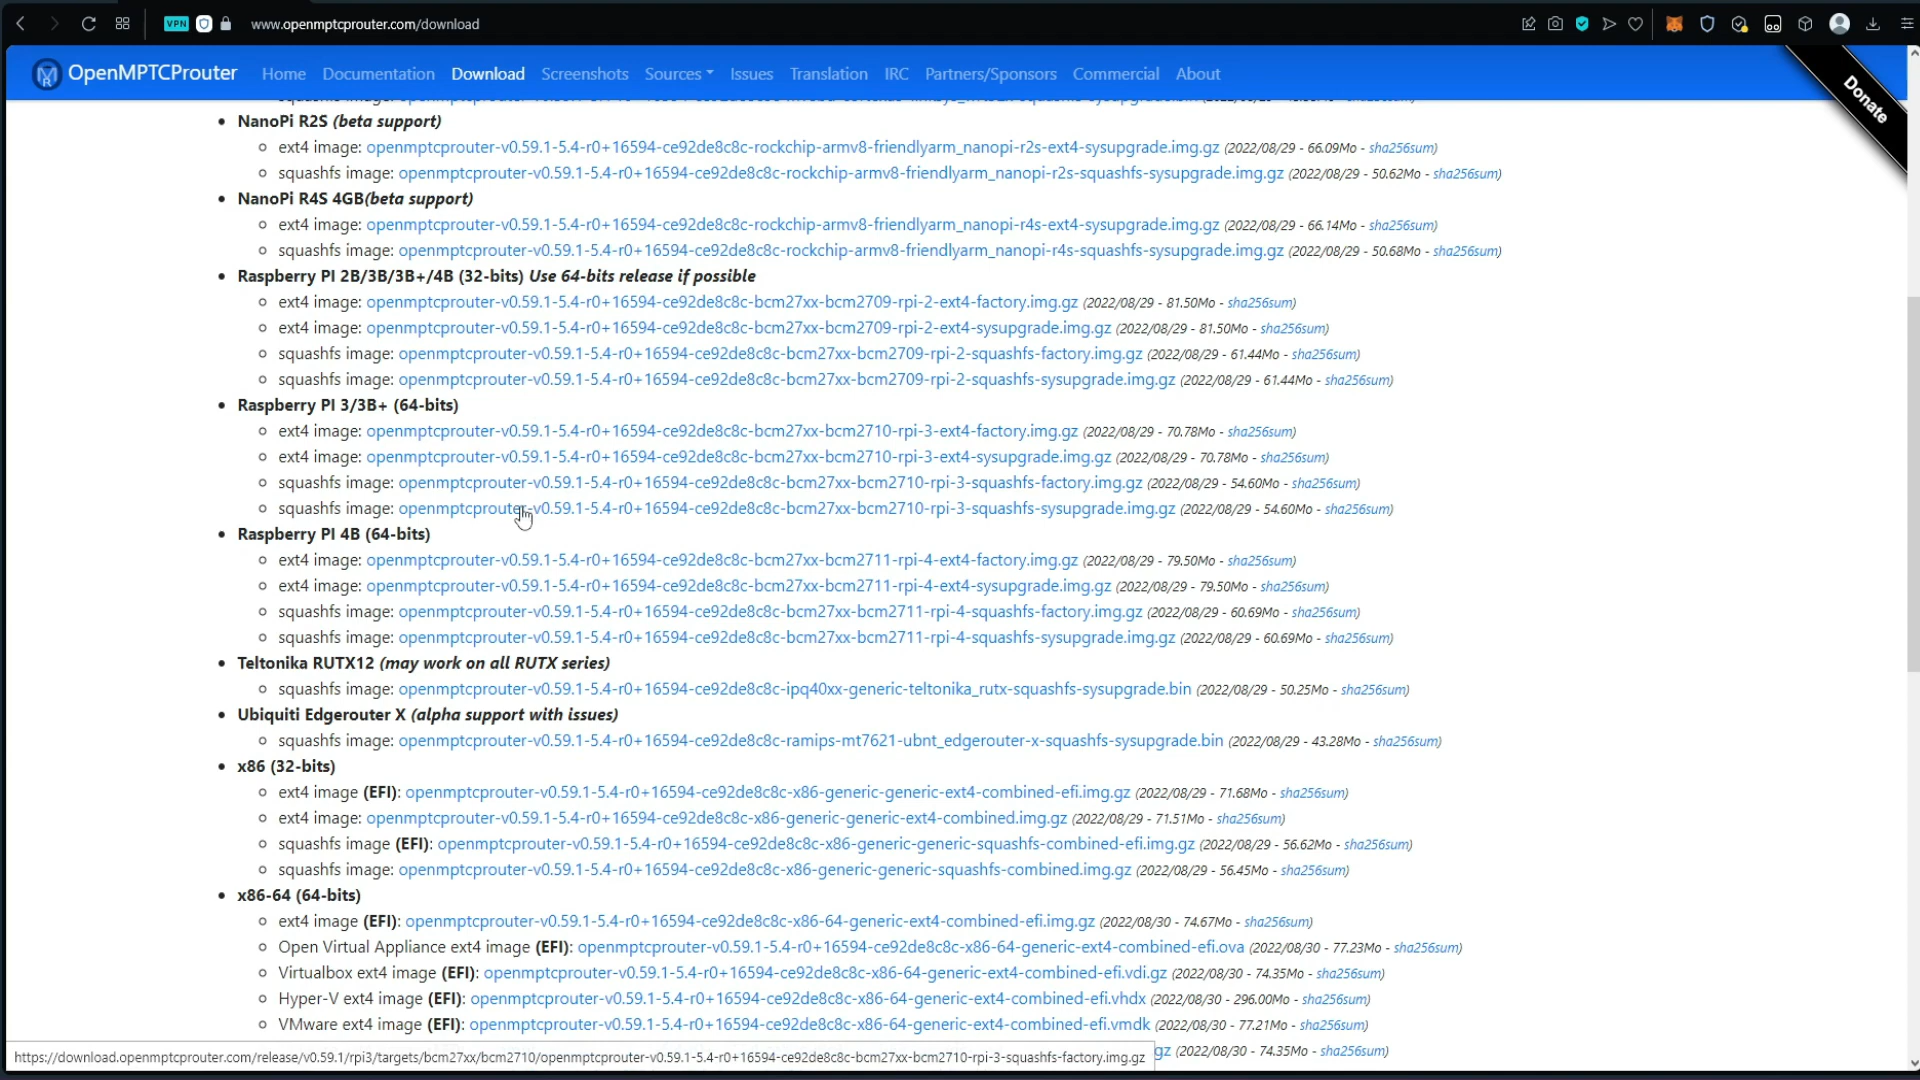 VPN www.openmptcprouter.com/download
OpenMPTCProuter Home Documentation Download Screenshots Sources Issues Translation IRC Partners/Sponsors Commercial About
Donate
NanoPi R2S (beta support)
ext4 image: openmptcprouter-v0.59.1-5.4-r0+16594-ce92de8c8c-rockchip-armv8-friendlyarm_nanopi-r2s-ext4-sysupgrade.img.gz (2022/08/29 - 66.09Mo - sha256sum)
squashfs image: openmptcprouter-v0.59.1-5.4-r0+16594-ce92de8c8c-rockchip-armv8-friendlyarm_nanopi-r2s-squashfs-sysupgrade.img.gz (2022/08/29 - 50.62Mo - sha256sum)
NanoPi R4S 4GB(beta support)
ext4 image: openmptcprouter-v0.59.1-5.4-r0+16594-ce92de8c8c-rockchip-armv8-friendlyarm_nanopi-r4s-ext4-sysupgrade.img.gz (2022/08/29 - 66.14Mo - sha256sum)
squashfs image: openmptcprouter-v0.59.1-5.4-r0+16594-ce92de8c8c-rockchip-armv8-friendlyarm_nanopi-r4s-squashfs-sysupgrade.img.gz (2022/08/29 - 50.68Mo - sha256sum)
Raspberry PI 2B/3B/3B+/4B (32-bits) Use 64-bits release if possible
ext4 image: openmptcprouter-v0.59.1-5.4-r0+16594-ce92de8c8c-bcm27xx-bcm2709-rpi-2-ext4-factory.img.gz (2022/08/29 - 81.50Mo - sha256sum)
ext4 image: openmptcprouter-v0.59.1-5.4-r0+16594-ce92de8c8c-bcm27xx-bcm2709-rpi-2-ext4-sysupgrade.img.gz (2022/08/29 - 81.50Mo - sha256sum)
squashfs image: openmptcprouter-v0.59.1-5.4-r0+16594-ce92de8c8c-bcm27xx-bcm2709-rpi-2-squashfs-factory.img.gz (2022/08/29 - 61.44Mo - sha256sum)
squashfs image: openmptcprouter-v0.59.1-5.4-r0+16594-ce92de8c8c-bcm27xx-bcm2709-rpi-2-squashfs-sysupgrade.img.gz (2022/08/29 - 61.44Mo - sha256sum)
Raspberry PI 3/3B+ (64-bits)
ext4 image: openmptcprouter-v0.59.1-5.4-r0+16594-ce92de8c8c-bcm27xx-bcm2710-rpi-3-ext4-factory.img.gz (2022/08/29 - 70.78Mo - sha256sum)
ext4 image: openmptcprouter-v0.59.1-5.4-r0+16594-ce92de8c8c-bcm27xx-bcm2710-rpi-3-ext4-sysupgrade.img.gz (2022/08/29 - 70.78Mo - sha256sum)
squashfs image: openmptcprouter-v0.59.1-5.4-r0+16594-ce92de8c8c-bcm27xx-bcm2710-rpi-3-squashfs-factory.img.gz (2022/08/29 - 54.60Mo - sha256sum)
squashfs image: openmptcprouter-v0.59.1-5.4-r0+16594-ce92de8c8c-bcm27xx-bcm2710-rpi-3-squashfs-sysupgrade.img.gz (2022/08/29 - 54.60Mo - sha256sum)
Raspberry PI 4B (64-bits)
ext4 image: openmptcprouter-v0.59.1-5.4-r0+16594-ce92de8c8c-bcm27xx-bcm2711-rpi-4-ext4-factory.img.gz (2022/08/29 - 79.50Mo - sha256sum)
ext4 image: openmptcprouter-v0.59.1-5.4-r0+16594-ce92de8c8c-bcm27xx-bcm2711-rpi-4-ext4-sysupgrade.img.gz (2022/08/29 - 79.50Mo - sha256sum)
squashfs image: openmptcprouter-v0.59.1-5.4-r0+16594-ce92de8c8c-bcm27xx-bcm2711-rpi-4-squashfs-factory.img.gz (2022/08/29 - 60.69Mo - sha256sum)
squashfs image: openmptcprouter-v0.59.1-5.4-r0+16594-ce92de8c8c-bcm27xx-bcm2711-rpi-4-squashfs-sysupgrade.img.gz (2022/08/29 - 60.69Mo - sha256sum)
Teltonika RUTX12 (may work on all RUTX series)
squashfs image: openmptcprouter-v0.59.1-5.4-r0+16594-ce92de8c8c-ipq40xx-generic-teltonika_rutx-squashfs-sysupgrade.bin (2022/08/29 - 50.25Mo - sha256sum)
Ubiquiti Edgerouter X (alpha support with issues)
squashfs image: openmptcprouter-v0.59.1-5.4-r0+16594-ce92de8c8c-ramips-mt7621-ubnt_edgerouter-x-squashfs-sysupgrade.bin (2022/08/29 - 43.28Mo - sha256sum)
x86 (32-bits)
ext4 image (EFI): openmptcprouter-v0.59.1-5.4-r0+16594-ce92de8c8c-x86-generic-generic-ext4-combined-efi.img.gz (2022/08/29 - 71.68Mo - sha256sum)
ext4 image: openmptcprouter-v0.59.1-5.4-r0+16594-ce92de8c8c-x86-generic-generic-ext4-combined.img.gz (2022/08/29 - 71.51Mo - sha256sum)
squashfs image (EFI): openmptcprouter-v0.59.1-5.4-r0+16594-ce92de8c8c-x86-generic-generic-squashfs-combined-efi.img.gz (2022/08/29 - 56.62Mo - sha256sum)
squashfs image: openmptcprouter-v0.59.1-5.4-r0+16594-ce92de8c8c-x86-generic-generic-squashfs-combined.img.gz (2022/08/29 - 56.45Mo - sha256sum)
x86-64 (64-bits)
ext4 image (EFI): openmptcprouter-v0.59.1-5.4-r0+16594-ce92de8c8c-x86-64-generic-ext4-combined-efi.img.gz (2022/08/30 - 74.67Mo - sha256sum)
Open Virtual Appliance ext4 image (EFI): openmptcprouter-v0.59.1-5.4-r0+16594-ce92de8c8c-x86-64-generic-ext4-combined-efi.ova (2022/08/30 - 77.23Mo - sha256sum)
Virtualbox ext4 image (EFI): openmptcprouter-v0.59.1-5.4-r0+16594-ce92de8c8c-x86-64-generic-ext4-combined-efi.vdi.gz (2022/08/30 - 74.35Mo - sha256sum)
Hyper-V ext4 image (EFI): openmptcprouter-v0.59.1-5.4-r0+16594-ce92de8c8c-x86-64-generic-ext4-combined-efi.vhdx (2022/08/30 - 296.00Mo - sha256sum)
VMware ext4 image (EFI): openmptcprouter-v0.59.1-5.4-r0+16594-ce92de8c8c-x86-64-generic-ext4-combined-efi.vmdk (2022/08/30 - 77.21Mo - sha256sum)
https://download.openmptcprouter.com/release/v0.59.1/rpi3/targets/bcm27xx/bcm2710/openmptcprouter-v0.59.1-5.4-r0+16594-ce92de8c8c-bcm27xx-bcm2710-rpi-3-squashfs-factory.img.gz gz (2022/08/30 - 74.35Mo - sha256sum)